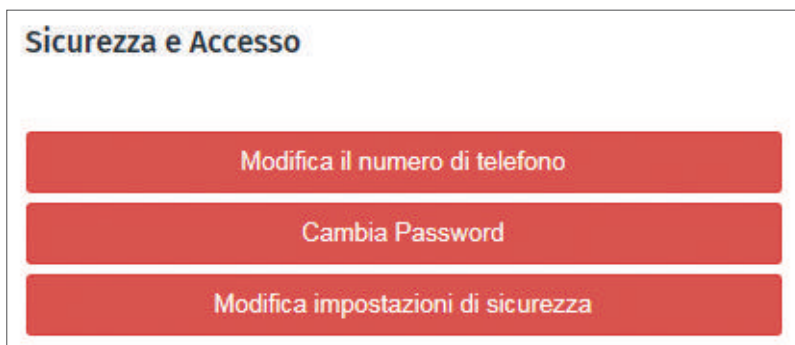 Sicurezza e Accesso
Modifica il numero di telefono
Cambia Password
Modifica impostazioni di sicurezza